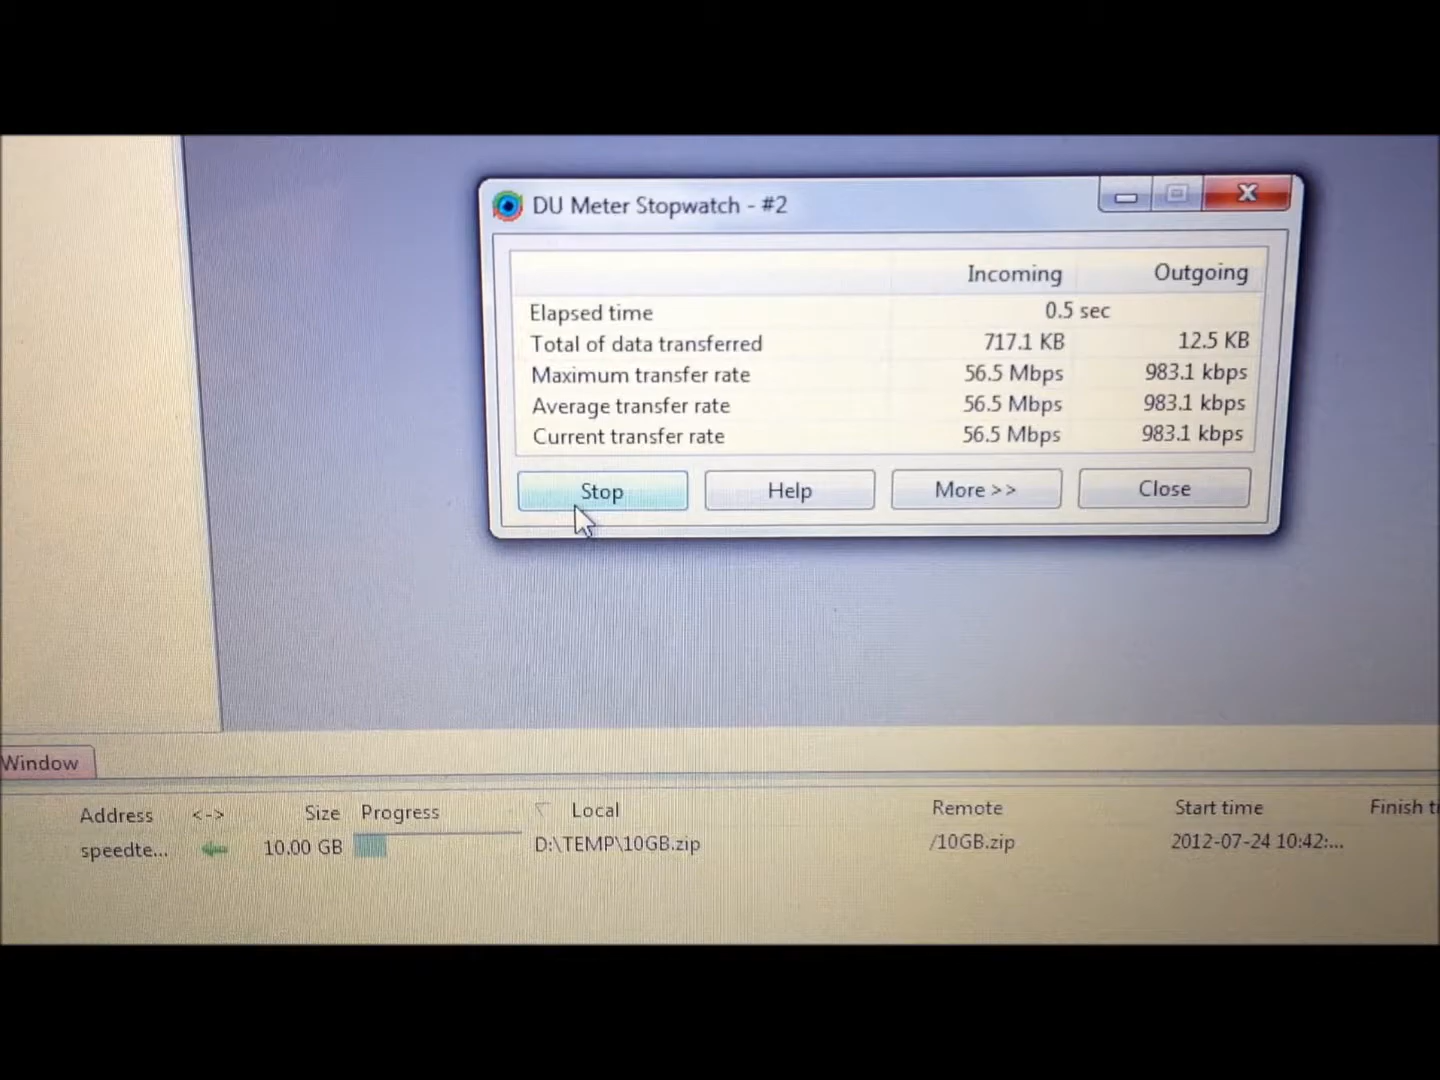 DU Meter Stopwatch - #2
Incoming Outgoing
Elapsed time 0.5 sec
Total of data transferred 717.1 KB 12.5 KB
Maximum transfer rate 56.5 Mbps 983.1 kbps
Average transfer rate 56.5 Mbps 983.1 kbps
Current transfer rate 56.5 Mbps 983.1 kbps
Stop Help More >> Close
Window
Address <-> Size Progress Local Remote Start time Finish ti
speedte... 10.00 GB D:\TEMP\10GB.zip /10GB.zip 2012-07-24 10:42:...